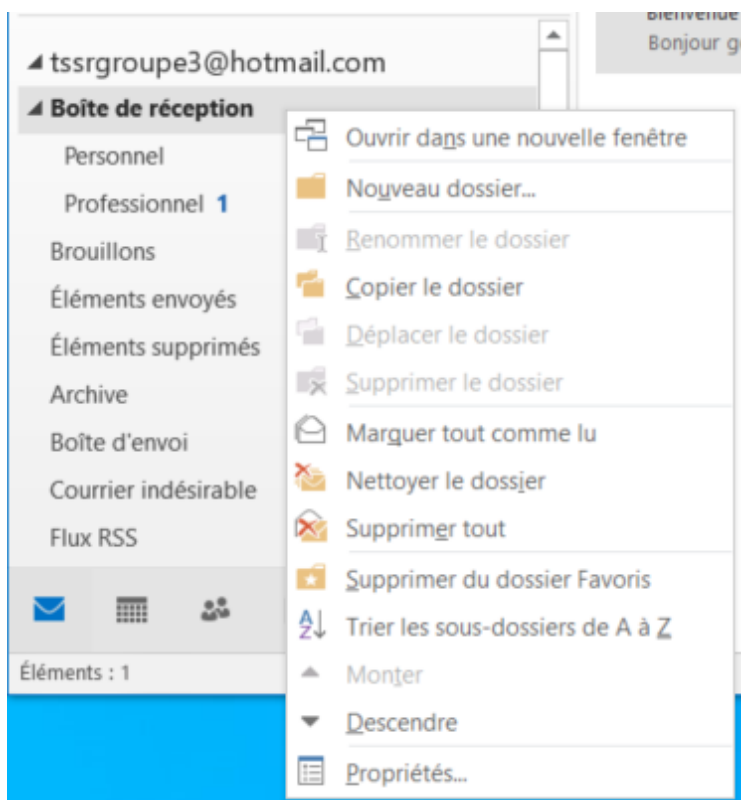 Bienvenue
Bonjour g
tssrgroupe3@hotmail.com
Boîte de réception
Personnel
Professionnel 1
Brouillons
Éléments envoyés
Éléments supprimés
Archive
Boîte d'envoi
Courrier indésirable
Flux RSS
Éléments : 1
Ouvrir dans une nouvelle fenêtre
Nouveau dossier...
Renommer le dossier
Copier le dossier
Déplacer le dossier
Supprimer le dossier
Marquer tout comme lu
Nettoyer le dossier
Supprimer tout
Supprimer du dossier Favoris
Trier les sous-dossiers de A à Z
Monter
Descendre
Propriétés...